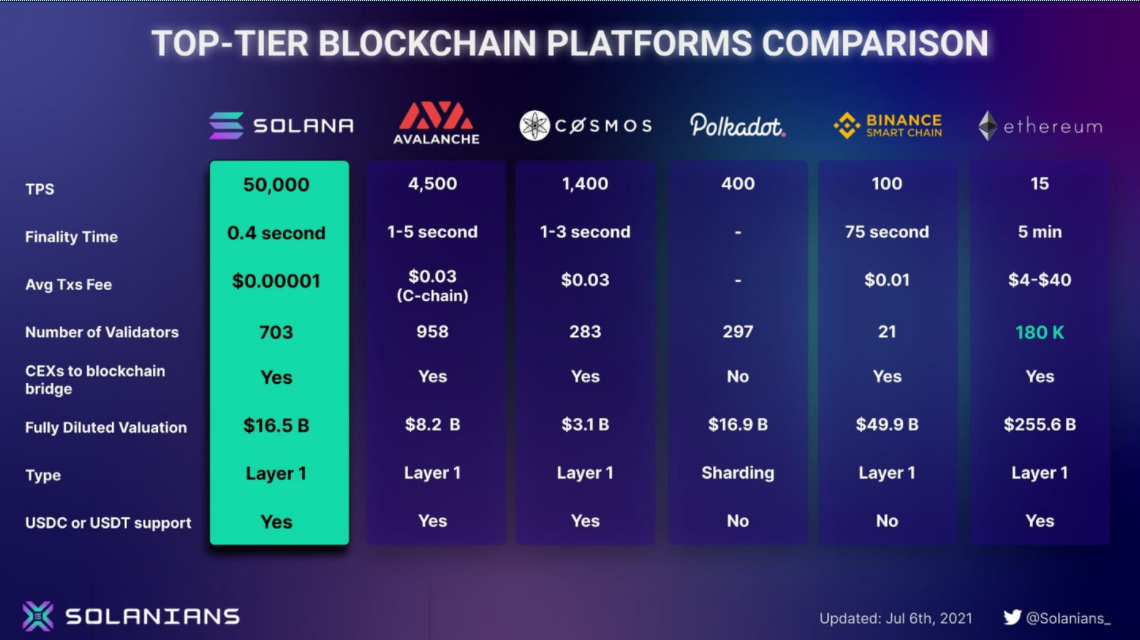 TOP-TIER BLOCKCHAIN PLATFORMS COMPARISON
SOLANA AVALANCHE CØSMOS Polkadot. BINANCE SMART CHAIN ethereum
TPS 50,000 4,500 1,400 400 100 15
Finality Time 0.4 second 1-5 second 1-3 second - 75 second 5 min
Avg Txs Fee $0.00001 $0.03 (C-chain) $0.03 - $0.01 $4-$40
Number of Validators 703 958 283 297 21 180 K
CEXs to blockchain bridge Yes Yes Yes No Yes Yes
Fully Diluted Valuation $16.5 B $8.2 B $3.1 B $16.9 B $49.9 B $255.6 B
Type Layer 1 Layer 1 Layer 1 Sharding Layer 1 Layer 1
USDC or USDT support Yes Yes Yes No No Yes
SOLANIANS Updated: Jul 6th, 2021 @Solanians_